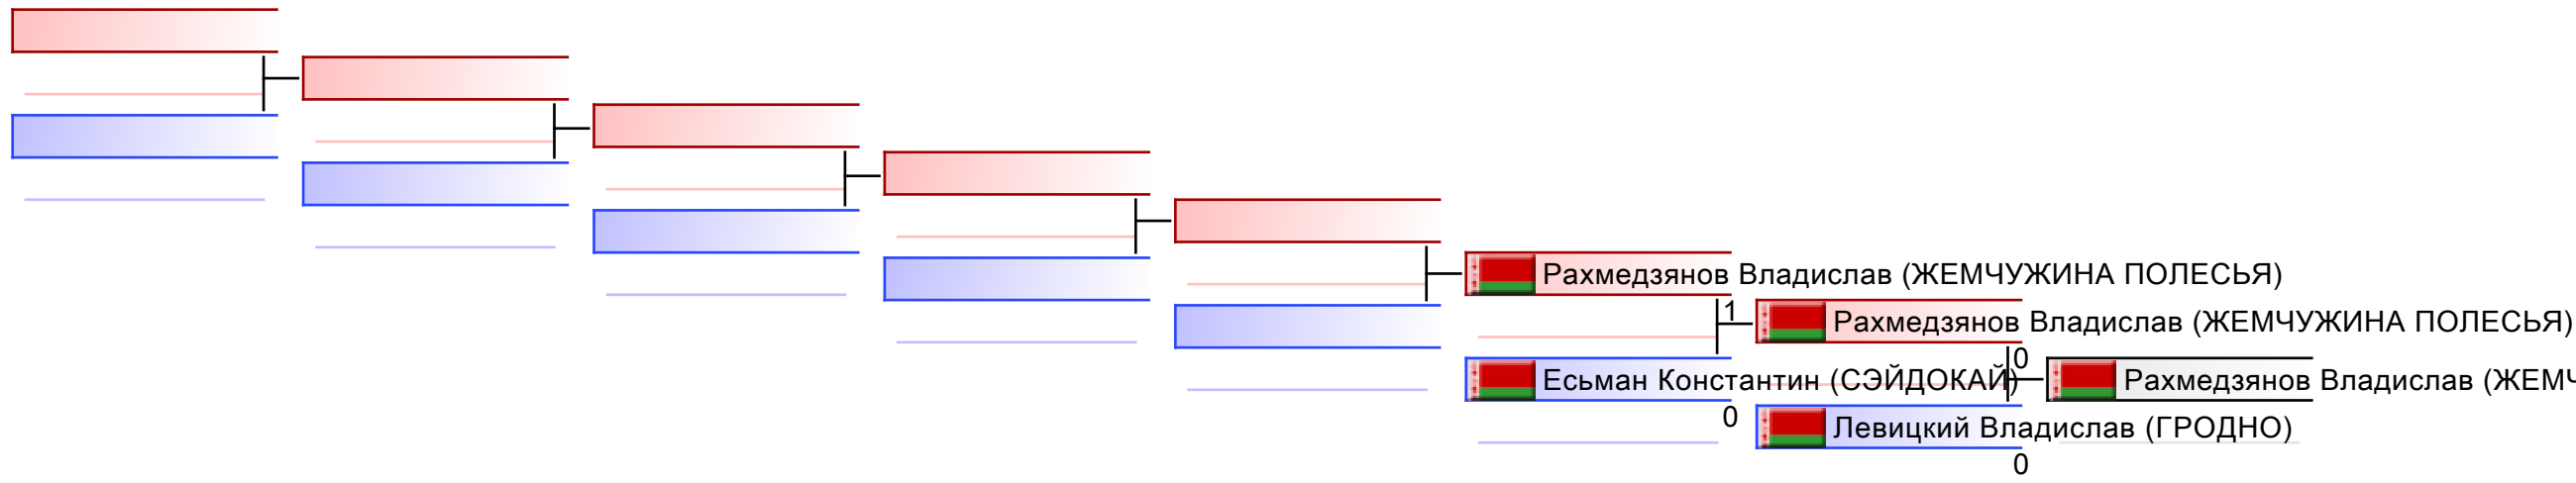 Рахмедзянов Владислав (ЖЕМЧУЖИНА ПОЛЕСЬЯ)
1
Рахмедзянов Владислав (ЖЕМЧУЖИНА ПОЛЕСЬЯ)
0
Есьман Константин (СЭЙДОКАЙ)
Рахмедзянов Владислав (ЖЕМЧ
0
Левицкий Владислав (ГРОДНО)
0